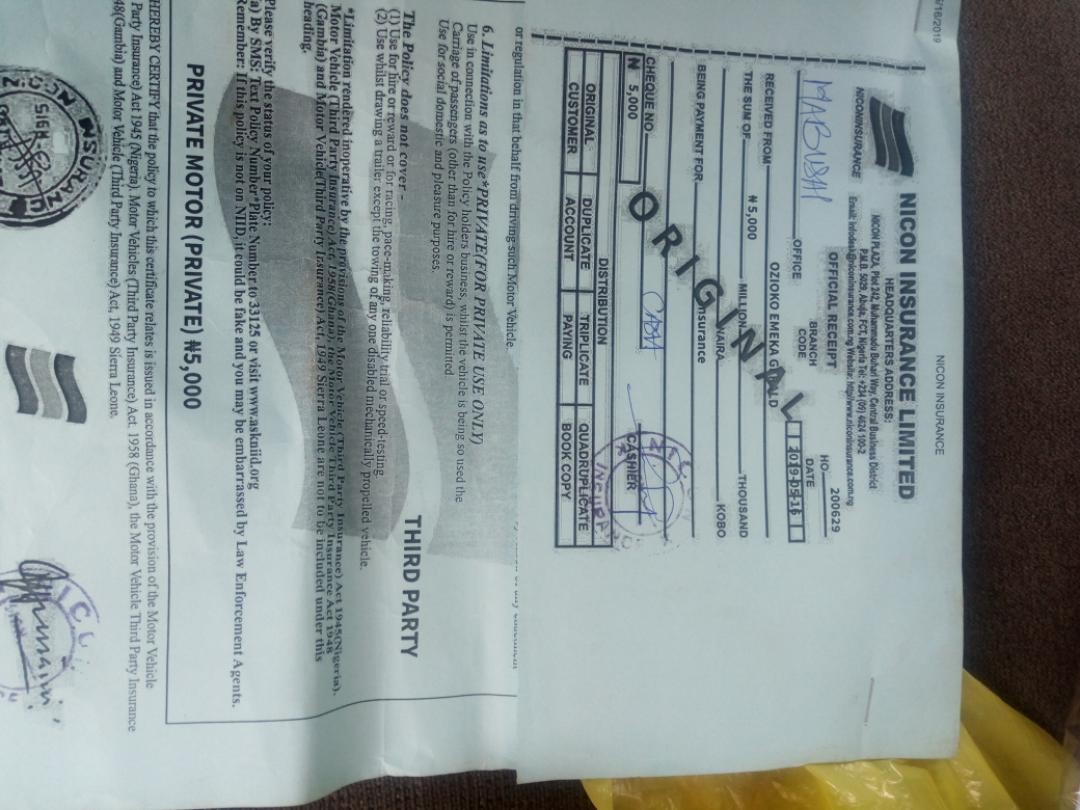 5/16/2019
NICON INSURANCE
NICON INSURANCE LIMITED
HEADQUARTERS ADDRESS:
NICON PLAZA, Plot 242, Muhammadu Buhari Way, Central Business District
P.M.B. 5029, Abuja, FCT, Nigeria Tel: +234 (09) 4624 100-2
Email: infodesk@niconinsurance.com.ng Website: http//www.niconinsurance.com.ng
NICONINSURANCE
OFFICIAL RECEIPT
HO 200629
MABUSHI OFFICE
BRANCH CODE
DATE 2019-05-16
RECEIVED FROM OZIOKO EMEKA G LD
THE SUM OF ₦ 5,000 MILLION THOUSAND
NAIRA KOBO
BEING PAYMENT FOR Insurance
ORIGINAL
CHEQUE NO. CASH
₦ 5,000
CASHIER
DISTRIBUTION
ORIGINAL DUPLICATE TRIPLICATE QUADRUPLICATE
CUSTOMER ACCOUNT PAYING BOOK COPY
or regulation in that behalf from driving such Motor Vehicle.
6. Limitations as to use*PRIVATE(FOR PRIVATE USE ONLY)
Use in connection with the Policy holders business, whilst the vehicle is being so used the
Carriage of passengers (other than for hire or reward) is permitted
Use for social domestic and pleasure purposes.
THIRD PARTY
The Policy does not cover -
(1) Use for hire or reward or for racing, pace-making, reliability trial or speed-testing.
(2) Use whilst drawing a trailer except the towing of any one disabled mechanically propelled vehicle.
*Limitation rendered inoperative by the provisions of the Motor Vehicle (Third Party Insurance) Act 1945(Nigeria),
Motor Vehicle (Third Party Insurance) Act 1958(Ghana), the Motor Vehicle Third Party Insurance Act 1948
(Gambia) and Motor Vehicle(Third Party Insurance) Act, 1949 Sierra Leone are not to be included under this
heading.
Please verify the status of your policy:
a) By SMS: Text Policy Number*Plate Number to 33125 or visit www.askniid.org
Remember: If this policy is not on NIID, it could be fake and you may be embarrassed by Law Enforcement Agents.
PRIVATE MOTOR (PRIVATE) ₦5,000
HEREBY CERTIFY that the policy to which this certificate relates is issued in accordance with the provision of the Motor Vehicle
Party Insurance) Act 1945 (Nigera). Motor Vehicles (Third Party Insurance) Act. 1958 (Ghana), the Motor Vehicle Third Party Insurance
48(Gambia) and Motor Vehicle (Third Party Insurance) Act, 1949 Sierra Leone.